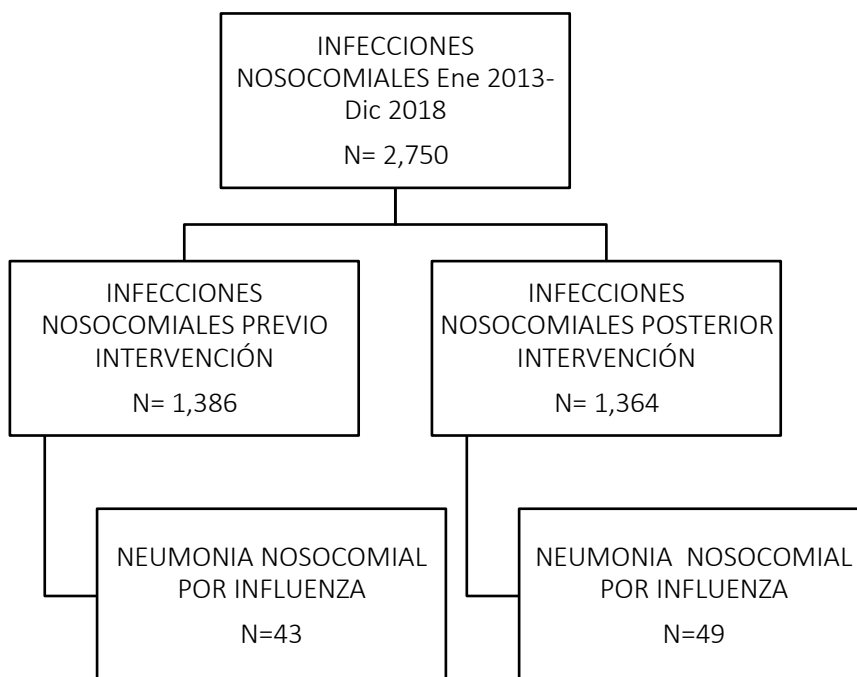 INFECCIONES
NOSOCOMIALES Ene 2013-
Dic 2018
N= 2,750
INFECCIONES
NOSOCOMIALES PREVIO
INTERVENCIÓN
N= 1,386
INFECCIONES
NOSOCOMIALES POSTERIOR
INTERVENCIÓN
N= 1,364
NEUMONIA NOSOCOMIAL
POR INFLUENZA
N=43
NEUMONIA NOSOCOMIAL
POR INFLUENZA
N=49